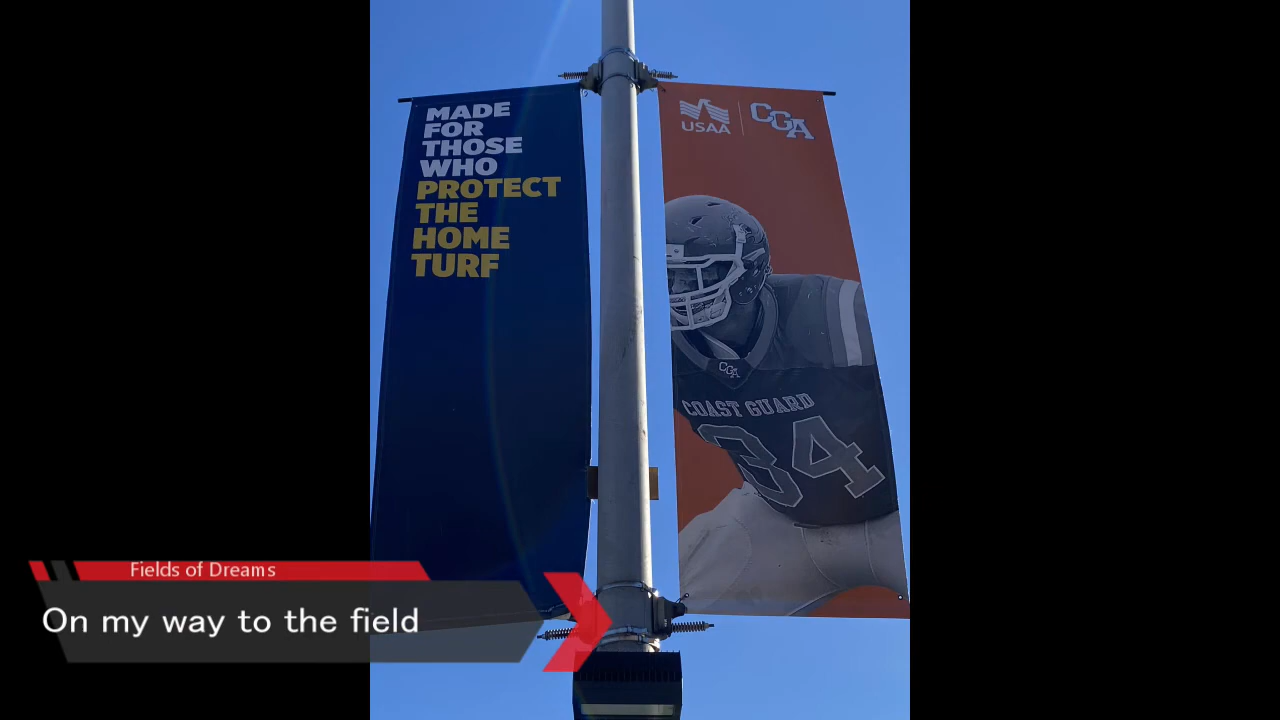 MADE
FOR
THOSE
WHO
PROTECT
THE
HOME
TURF
USAA
CGA
CGA
COAST GUARD
34
Fields of Dreams
On my way to the field